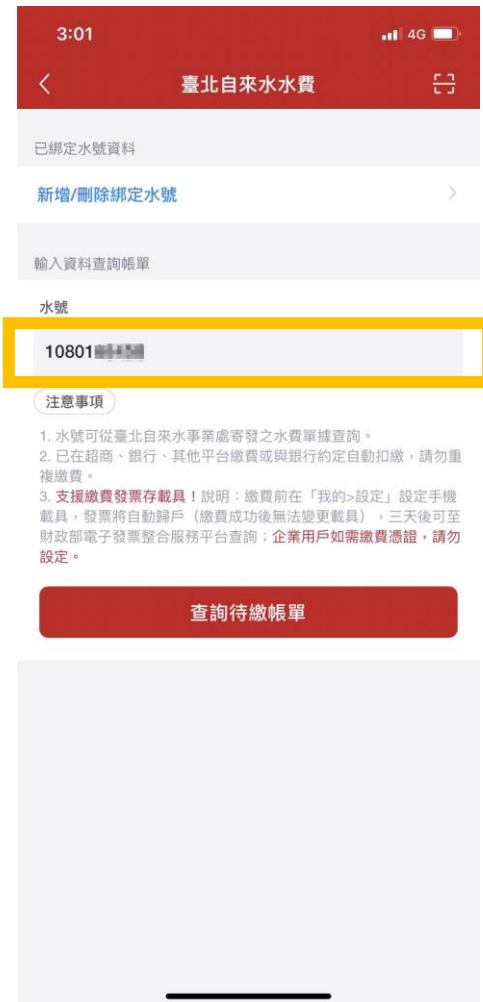 3:01
4G
臺北自來水水費
已綁定水號資料
新增/刪除綁定水號
輸入資料查詢帳單
水號
10801
注意事項
1. 水號可從臺北自來水事業處寄發之水費單據查詢。
2. 已在超商、銀行、其他平台繳費或與銀行約定自動扣繳，請勿重
複繳費。
3. 支援繳費發票存載具！說明：繳費前在「我的>設定」設定手機
載具，發票將自動歸戶（繳費成功後無法變更載具），三天後可至
財政部電子發票整合服務平台查詢；企業用戶如需繳費憑證，請勿
設定。
查詢待繳帳單